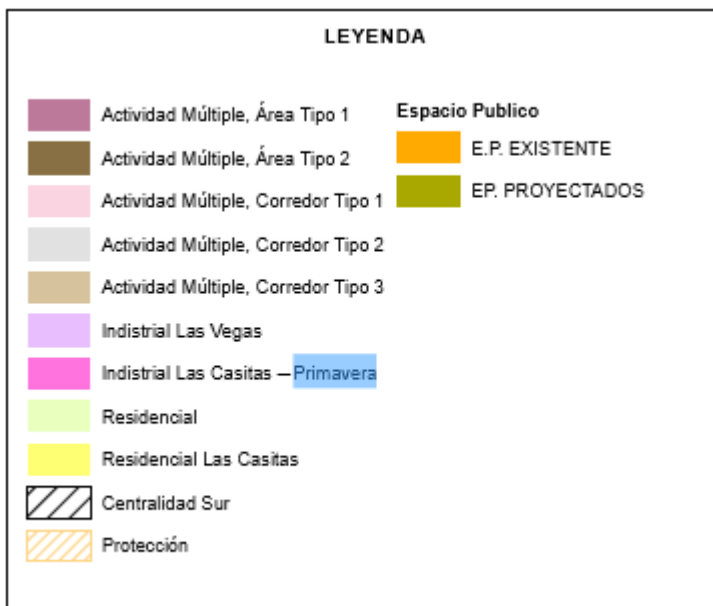 LEYENDA
Actividad Múltiple, Área Tipo 1
Actividad Múltiple, Área Tipo 2
Actividad Múltiple, Corredor Tipo 1
Actividad Múltiple, Corredor Tipo 2
Actividad Múltiple, Corredor Tipo 3
Indistrial Las Vegas
Indistrial Las Casitas – Primavera
Residencial
Residencial Las Casitas
Centralidad Sur
Protección
Espacio Publico
E.P. EXISTENTE
EP. PROYECTADOS